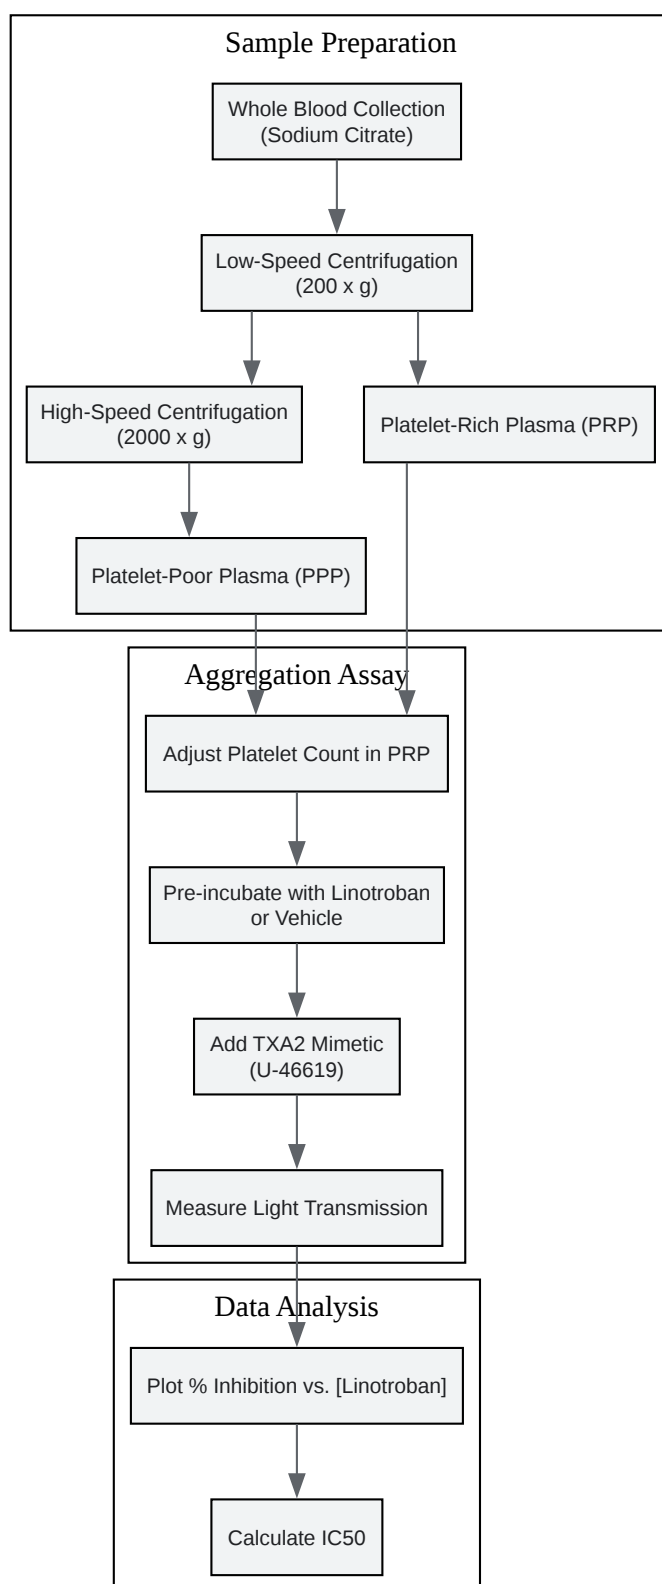 Sample Preparation
Whole Blood Collection
(Sodium Citrate)
Low-Speed Centrifugation
(200 x g)
High-Speed Centrifugation
(2000 x g)
Platelet-Rich Plasma (PRP)
Platelet-Poor Plasma (PPP)
Aggregation Assay
Adjust Platelet Count in PRP
Pre-incubate with Linotroban
or Vehicle
Add TXA2 Mimetic
(U-46619)
Measure Light Transmission
Data Analysis
Plot % Inhibition vs. [Linotroban]
Calculate IC50